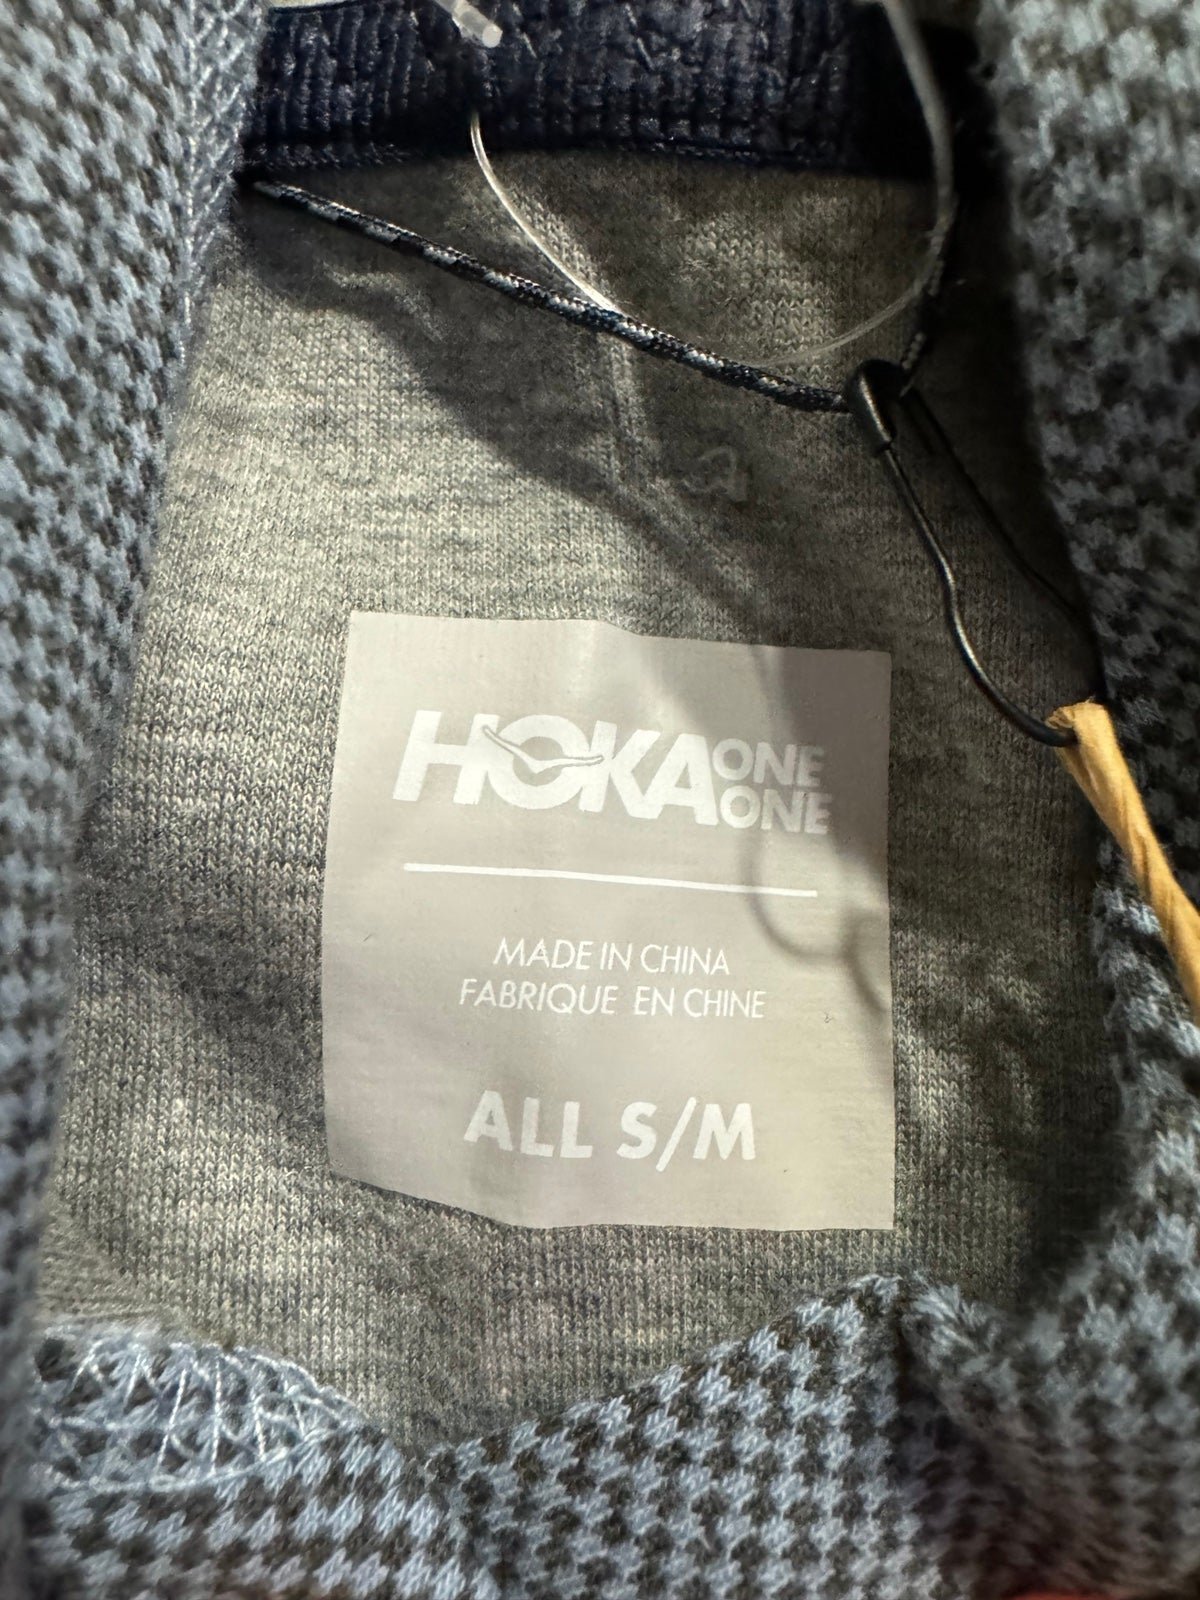 HOKA ONE ONE
MADE IN CHINA
FABRIQUE EN CHINE
ALL S/M